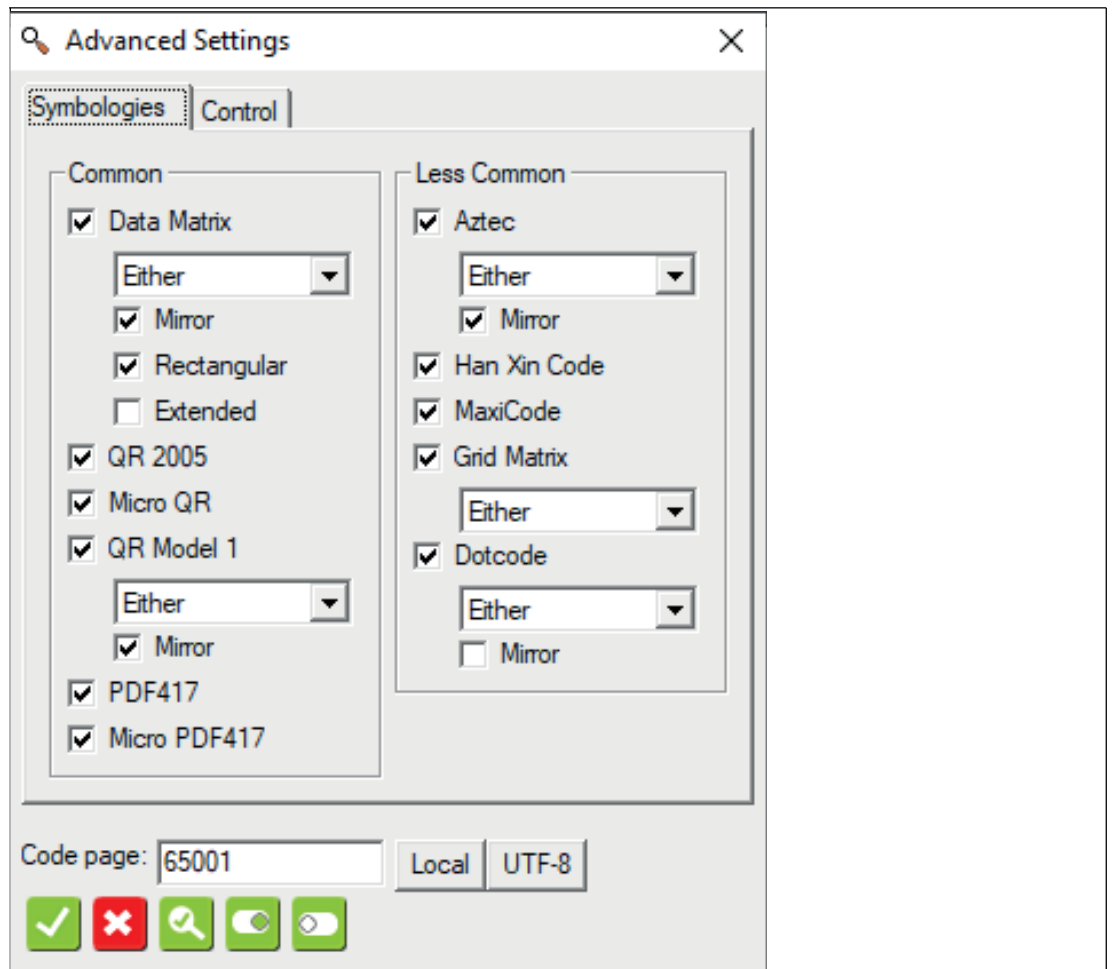 Advanced Settings
Symbologies
Control
Common
Data Matrix
Either
Mirror
Rectangular
Extended
QR 2005
Micro QR
QR Model 1
Either
Mirror
PDF417
Micro PDF417
Less Common
Aztec
Either
Mirror
Han Xin Code
MaxiCode
Grid Matrix
Either
Dotcode
Either
Mirror
Code page: 65001 Local UTF-8